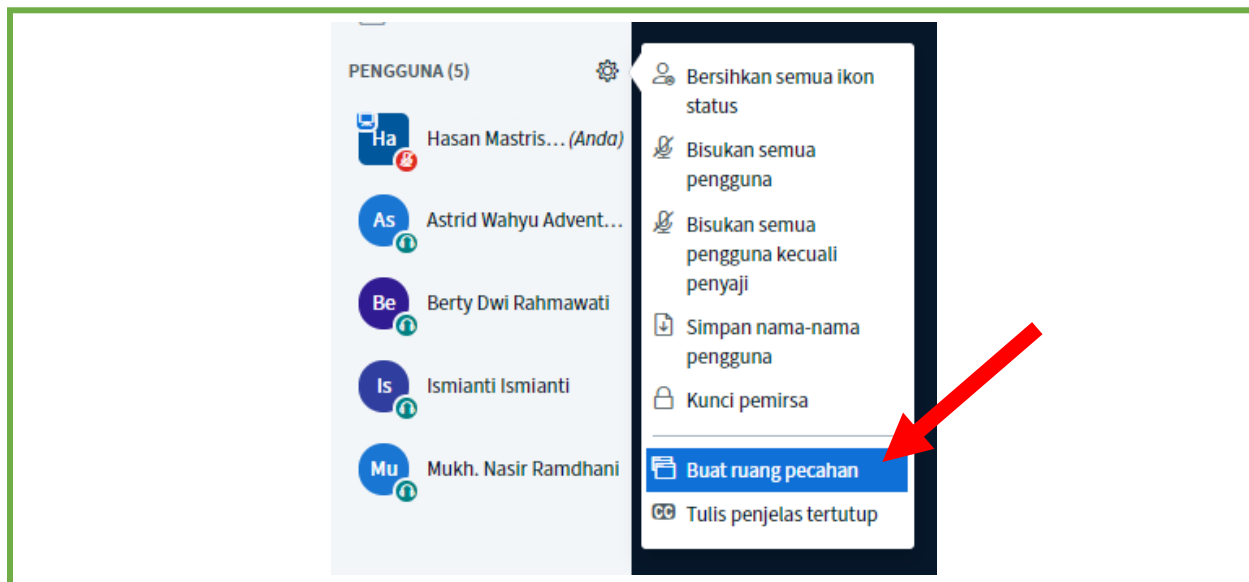 PENGGUNA (5)
Ha
Hasan Mastris... (Anda)
As
Astrid Wahyu Advent...
Be
Berty Dwi Rahmawati
Is
Ismianti Ismianti
Mu
Mukh. Nasir Ramdhani
Bersihkan semua ikon
status
Bisukan semua
pengguna
Bisukan semua
pengguna kecuali
penyaji
Simpan nama-nama
pengguna
Kunci pemirsa
Buat ruang pecahan
CC Tulis penjelas tertutup